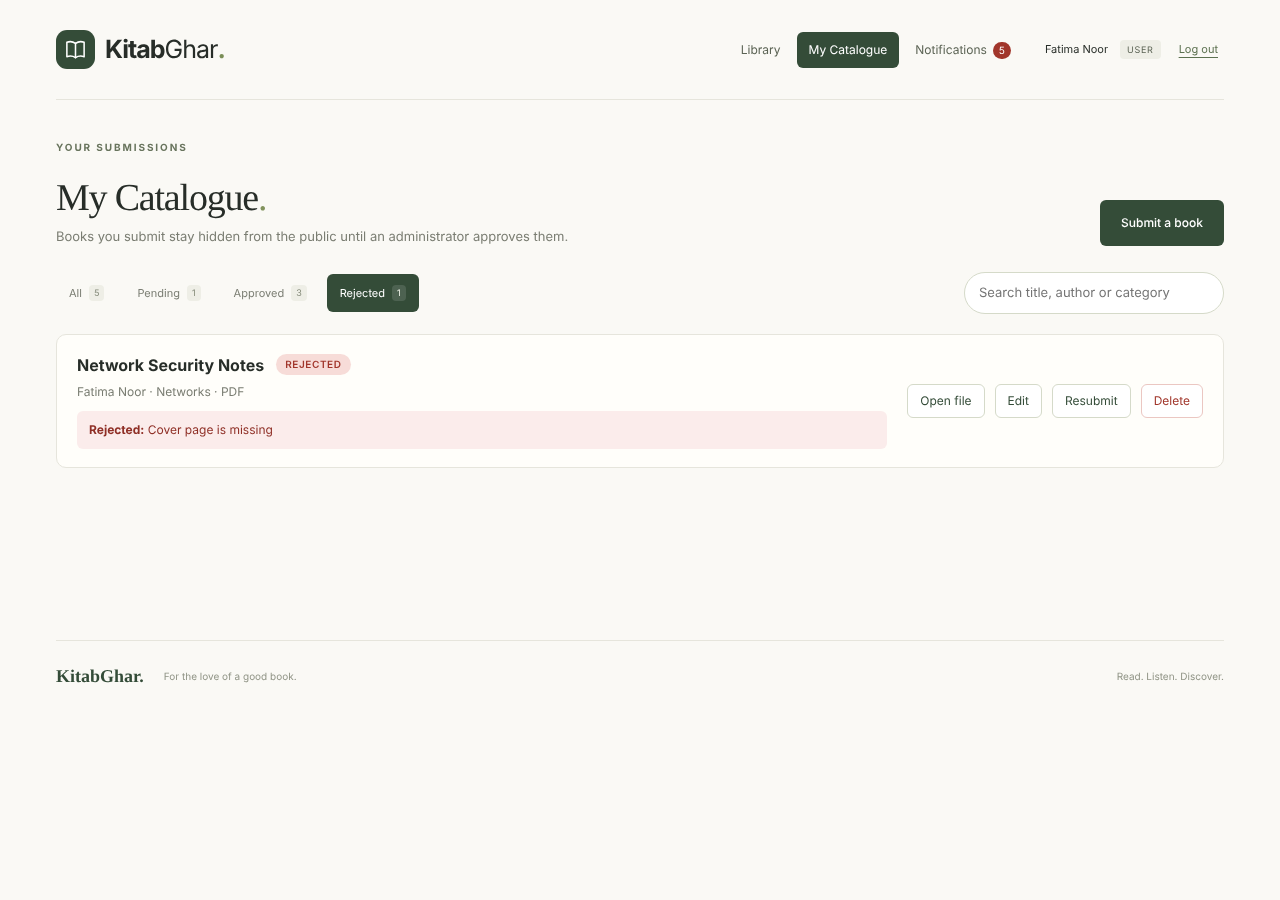 KitabGhar.
Library
My Catalogue
Notifications 5
Fatima Noor
USER
Log out
YOUR SUBMISSIONS
My Catalogue.
Books you submit stay hidden from the public until an administrator approves them.
Submit a book
All 5
Pending 1
Approved 3
Rejected 1
Search title, author or category
Network Security Notes
REJECTED
Fatima Noor · Networks · PDF
Rejected: Cover page is missing
Open file
Edit
Resubmit
Delete
KitabGhar.
For the love of a good book.
Read. Listen. Discover.